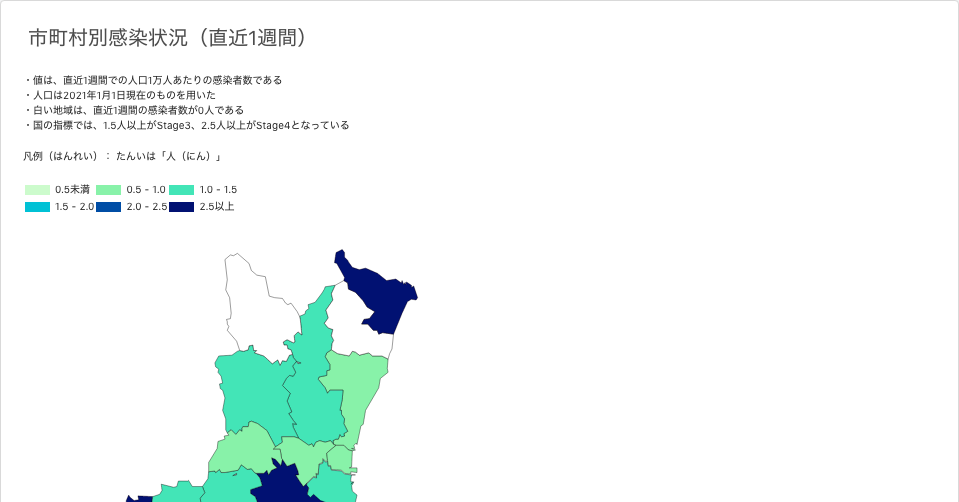 市町村別感染状況（直近1週間）
・値は、直近1週間での人口1万人あたりの感染者数である
・人口は2021年1月1日現在のものを用いた
・白い地域は、直近1週間の感染者数が0人である
・国の指標では、1.5人以上がStage3、2.5人以上がStage4となっている
凡例（はんれい）： たんいは「人（にん）」
0.5未満 0.5 - 1.0 1.0 - 1.5
1.5 - 2.0 2.0 - 2.5 2.5以上